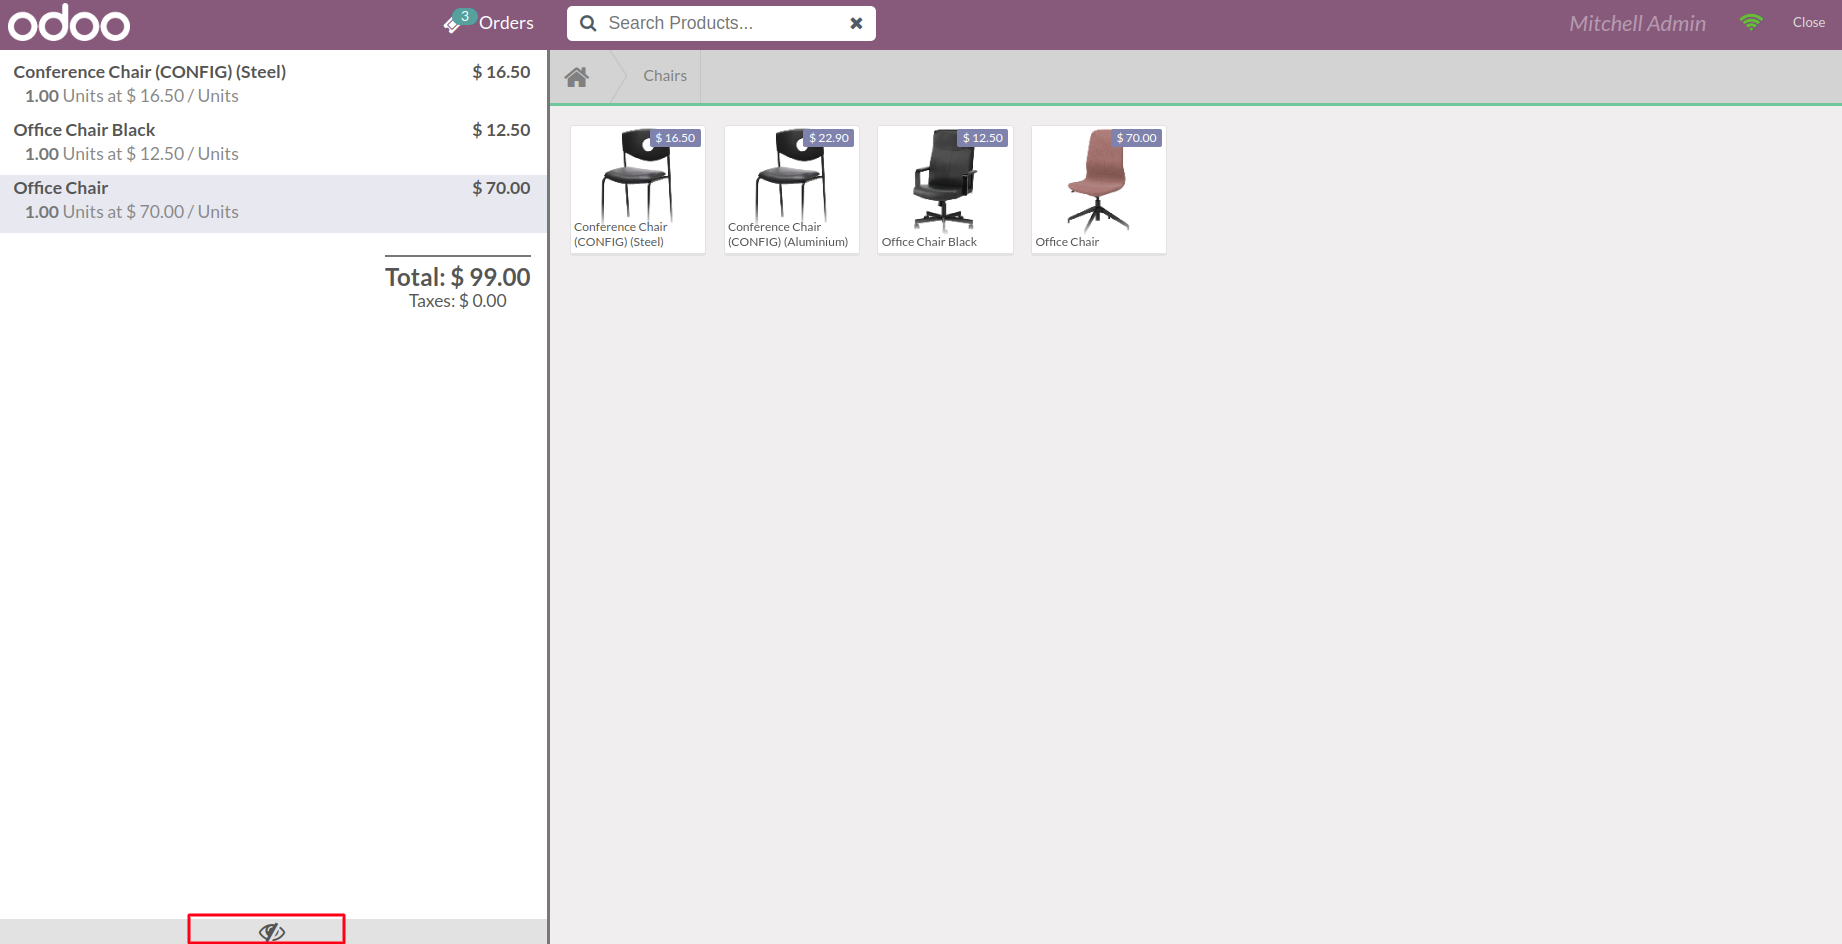 odoo
3
Orders
Search Products...
Mitchell Admin
Close
Conference Chair (CONFIG) (Steel) $ 16.50
1.00 Units at $ 16.50 / Units
Office Chair Black $ 12.50
1.00 Units at $ 12.50 / Units
Office Chair $ 70.00
1.00 Units at $ 70.00 / Units
Total: $ 99.00
Taxes: $ 0.00
Chairs
$ 16.50
Conference Chair
(CONFIG) (Steel)
$ 22.90
Conference Chair
(CONFIG) (Aluminium)
$ 12.50
Office Chair Black
$ 70.00
Office Chair